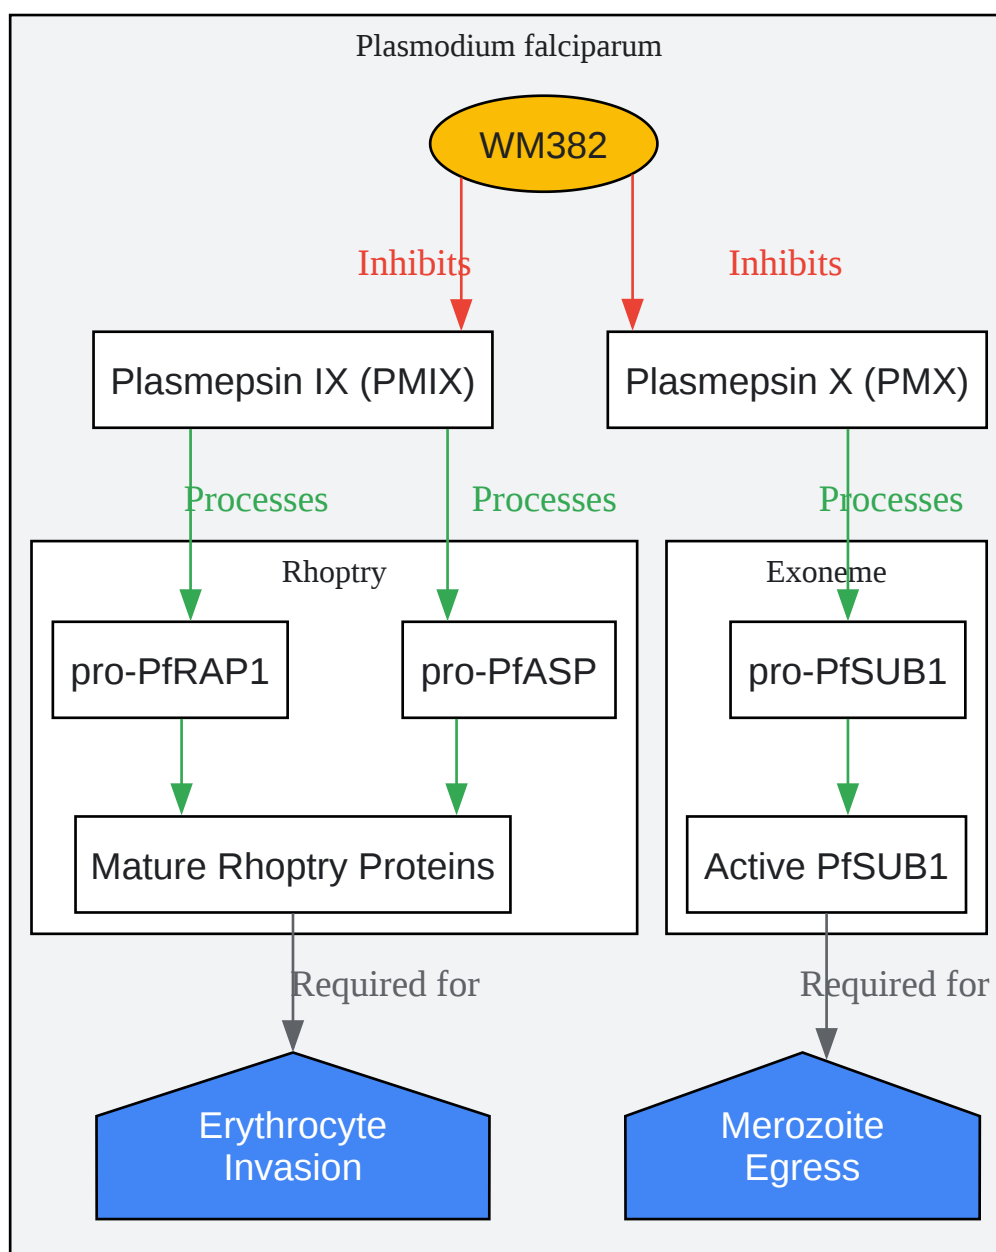 Plasmodium falciparum
WM382
Inhibits
Inhibits
Plasmepsin IX (PMIX)
Plasmepsin X (PMX)
Processes
Processes
Processes
Rhoptry
Exoneme
pro-PfRAP1
pro-PfASP
pro-PfSUB1
Mature Rhoptry Proteins
Active PfSUB1
Required for
Required for
Erythrocyte
Invasion
Merozoite
Egress